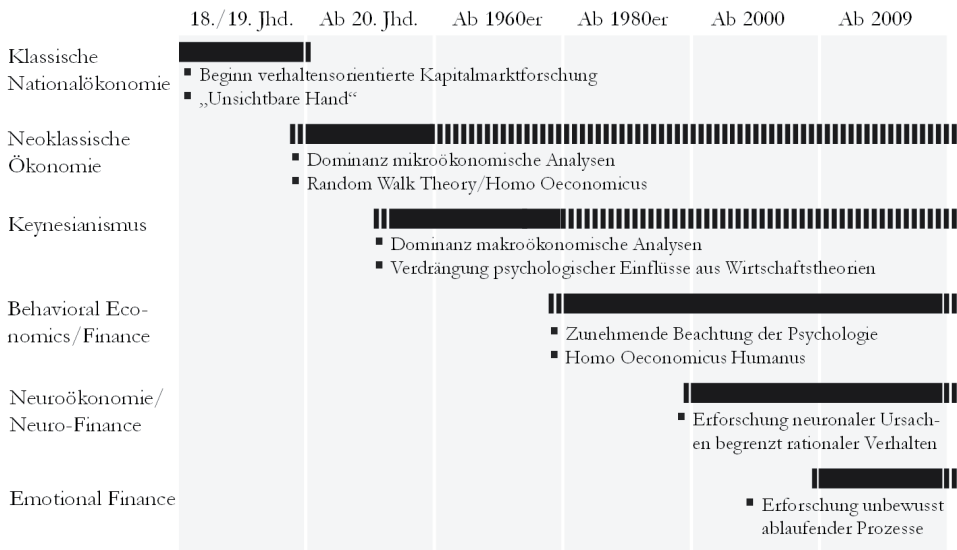 18./19. Jhd. Ab 20. Jhd. Ab 1960er Ab 1980er Ab 2000 Ab 2009
Klassische
Nationalökonomie
▪ Beginn verhaltensorientierte Kapitalmarktforschung
▪ „Unsichtbare Hand“
Neoklassische
Ökonomie
▪ Dominanz mikroökonomische Analysen
▪ Random Walk Theory/Homo Oeconomicus
Keynesianismus
▪ Dominanz makroökonomische Analysen
▪ Verdrängung psychologischer Einflüsse aus Wirtschaftstheorien
Behavioral Eco-
nomics/Finance
▪ Zunehmende Beachtung der Psychologie
▪ Homo Oeconomicus Humanus
Neuroökonomie/
Neuro-Finance
▪ Erforschung neuronaler Ursach-
en begrenzt rationaler Verhalten
Emotional Finance
▪ Erforschung unbewusst
ablaufender Prozesse